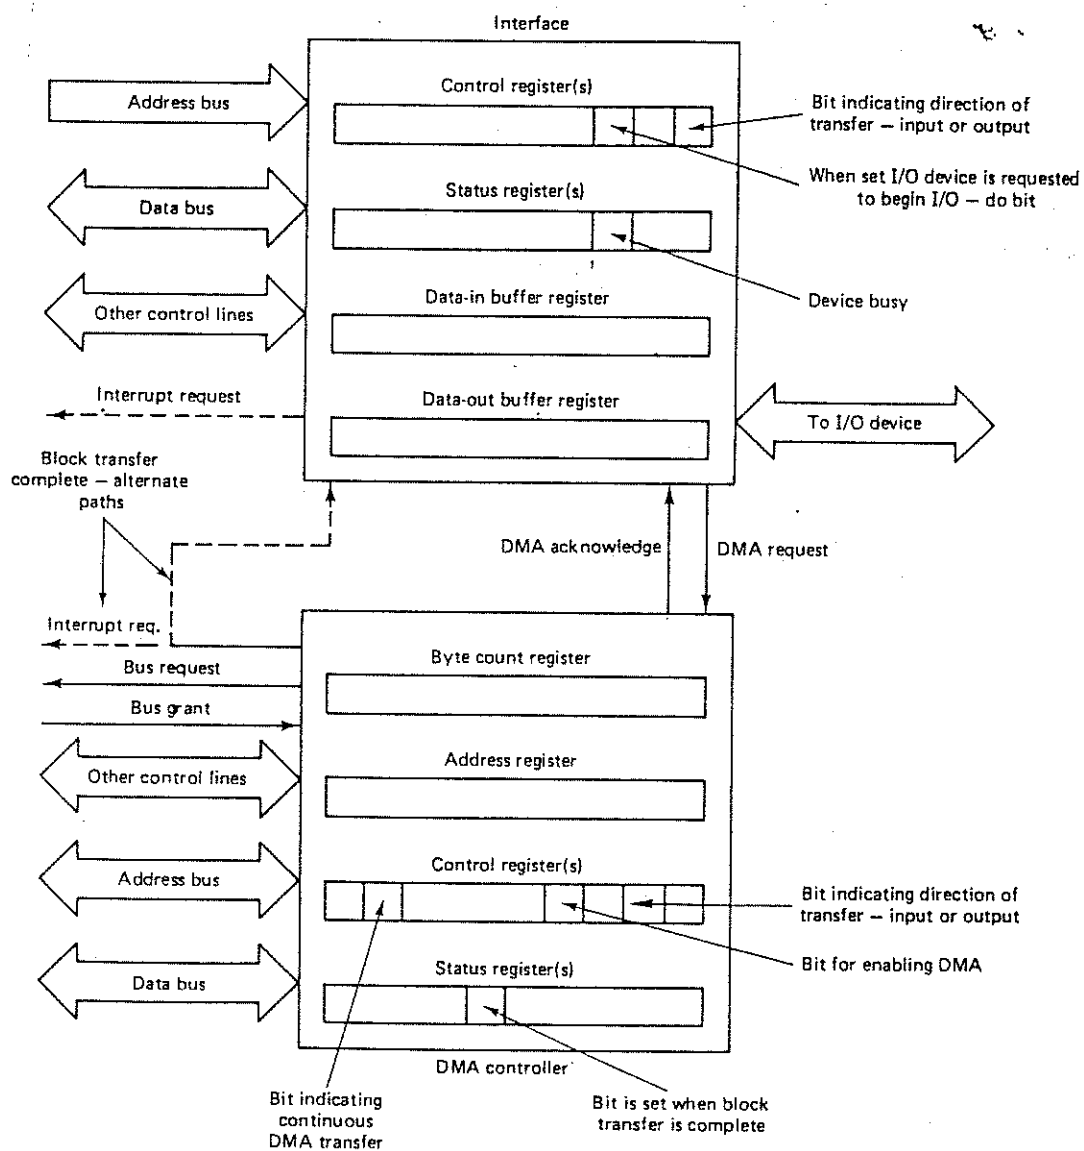 Interface
Address bus
Control register(s)
Bit indicating direction of
transfer – input or output
When set I/O device is requested
to begin I/O – do bit
Data bus
Status register(s)
Device busy
Other control lines
Data-in buffer register
Interrupt request
Data-out buffer register
To I/O device
Block transfer
complete – alternate
paths
DMA acknowledge
DMA request
Interrupt req.
Bus request
Bus grant
Byte count register
Other control lines
Address register
Address bus
Control register(s)
Bit indicating direction of
transfer – input or output
Bit for enabling DMA
Data bus
Status register(s)
DMA controller
Bit indicating
continuous
DMA transfer
Bit is set when block
transfer is complete